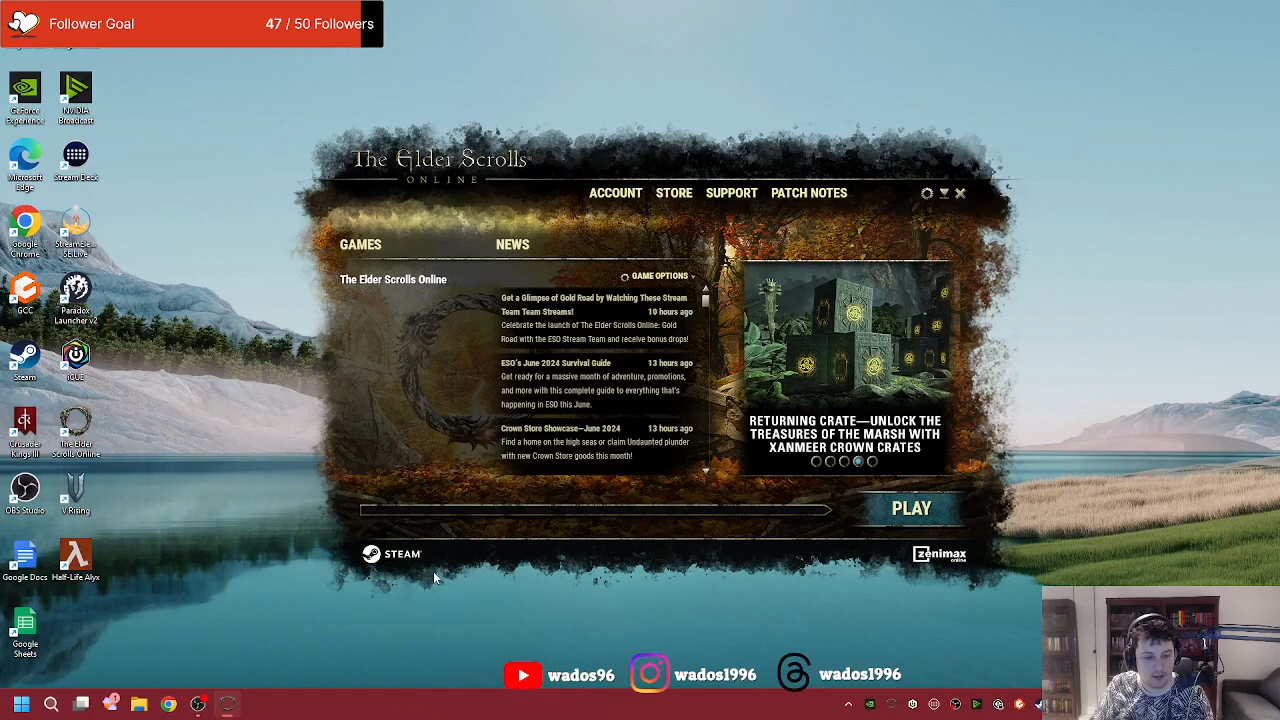 Follower Goal 47 / 50 Followers
GeForce Experience
NVIDIA Broadcast
Microsoft Edge
Stream Deck
Google Chrome
StreamEle... SE.Live
GCC
Paradox Launcher v2
Steam
iCUE
Crusader Kings III
The Elder Scrolls Online
OBS Studio
V Rising
Google Docs
Half-Life Alyx
Google Sheets
The Elder Scrolls
ONLINE
ACCOUNT STORE SUPPORT PATCH NOTES
GAMES NEWS
The Elder Scrolls Online
GAME OPTIONS
Get a Glimpse of Gold Road by Watching These Stream
Team Team Streams! 10 hours ago
Celebrate the launch of The Elder Scrolls Online: Gold
Road with the ESO Stream Team and receive bonus drops!
ESO's June 2024 Survival Guide 13 hours ago
Get ready for a massive month of adventure, promotions,
and more with this complete guide to everything that's
happening in ESO this June.
Crown Store Showcase—June 2024 13 hours ago
Find a home on the high seas or claim Undaunted plunder
with new Crown Store goods this month!
RETURNING CRATE—UNLOCK THE
TREASURES OF THE MARSH WITH
XANMEER CROWN CRATES
PLAY
STEAM
zenimax
online
wados96 wados1996 wados1996